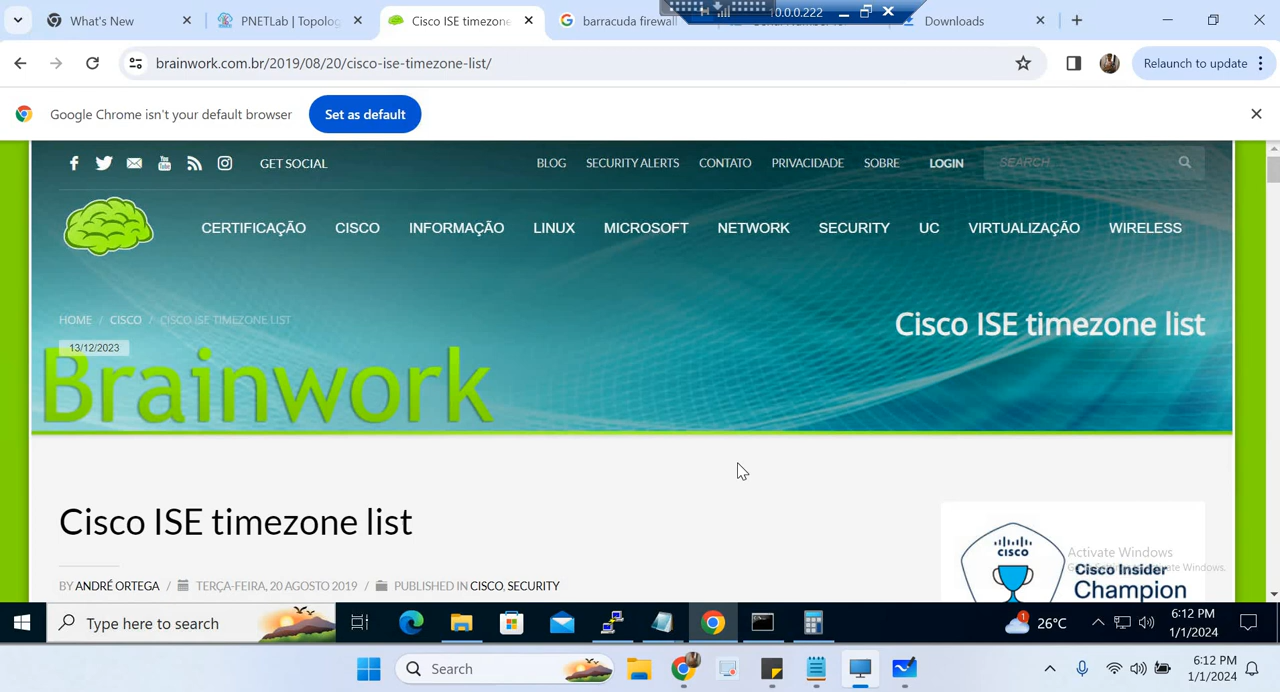 What's New
PNETLab | Topolog
Cisco ISE timezone
barracuda firewall
10.0.0.222
Downloads
brainwork.com.br/2019/08/20/cisco-ise-timezone-list/
Relaunch to update
Google Chrome isn't your default browser
Set as default
GET SOCIAL
BLOG SECURITY ALERTS CONTATO PRIVACIDADE SOBRE LOGIN SEARCH
CERTIFICAÇÃO CISCO INFORMAÇÃO LINUX MICROSOFT NETWORK SECURITY UC VIRTUALIZAÇÃO WIRELESS
HOME / CISCO / CISCO ISE TIMEZONE LIST
Cisco ISE timezone list
13/12/2023
Brainwork
Cisco ISE timezone list
BY ANDRÉ ORTEGA / TERÇA-FEIRA, 20 AGOSTO 2019 / PUBLISHED IN CISCO, SECURITY
CISCO
Activate Windows
Cisco Insider
Champion
Type here to search
1
26°C
6:12 PM
1/1/2024
Search
6:12 PM
1/1/2024